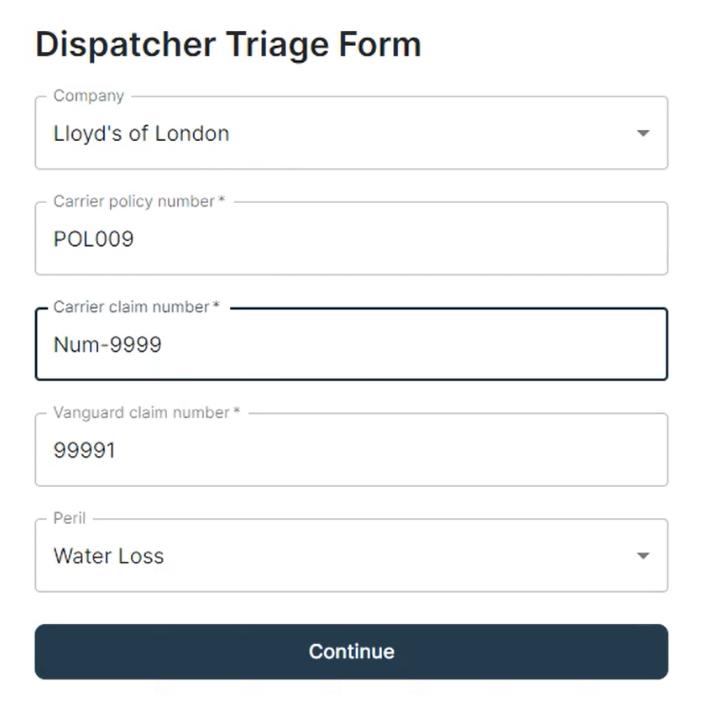 Dispatcher Triage Form
Company
Lloyd's of London
Carrier policy number *
POL009
Carrier claim number *
Num-9999
Vanguard claim number *
99991
Peril
Water Loss
Continue